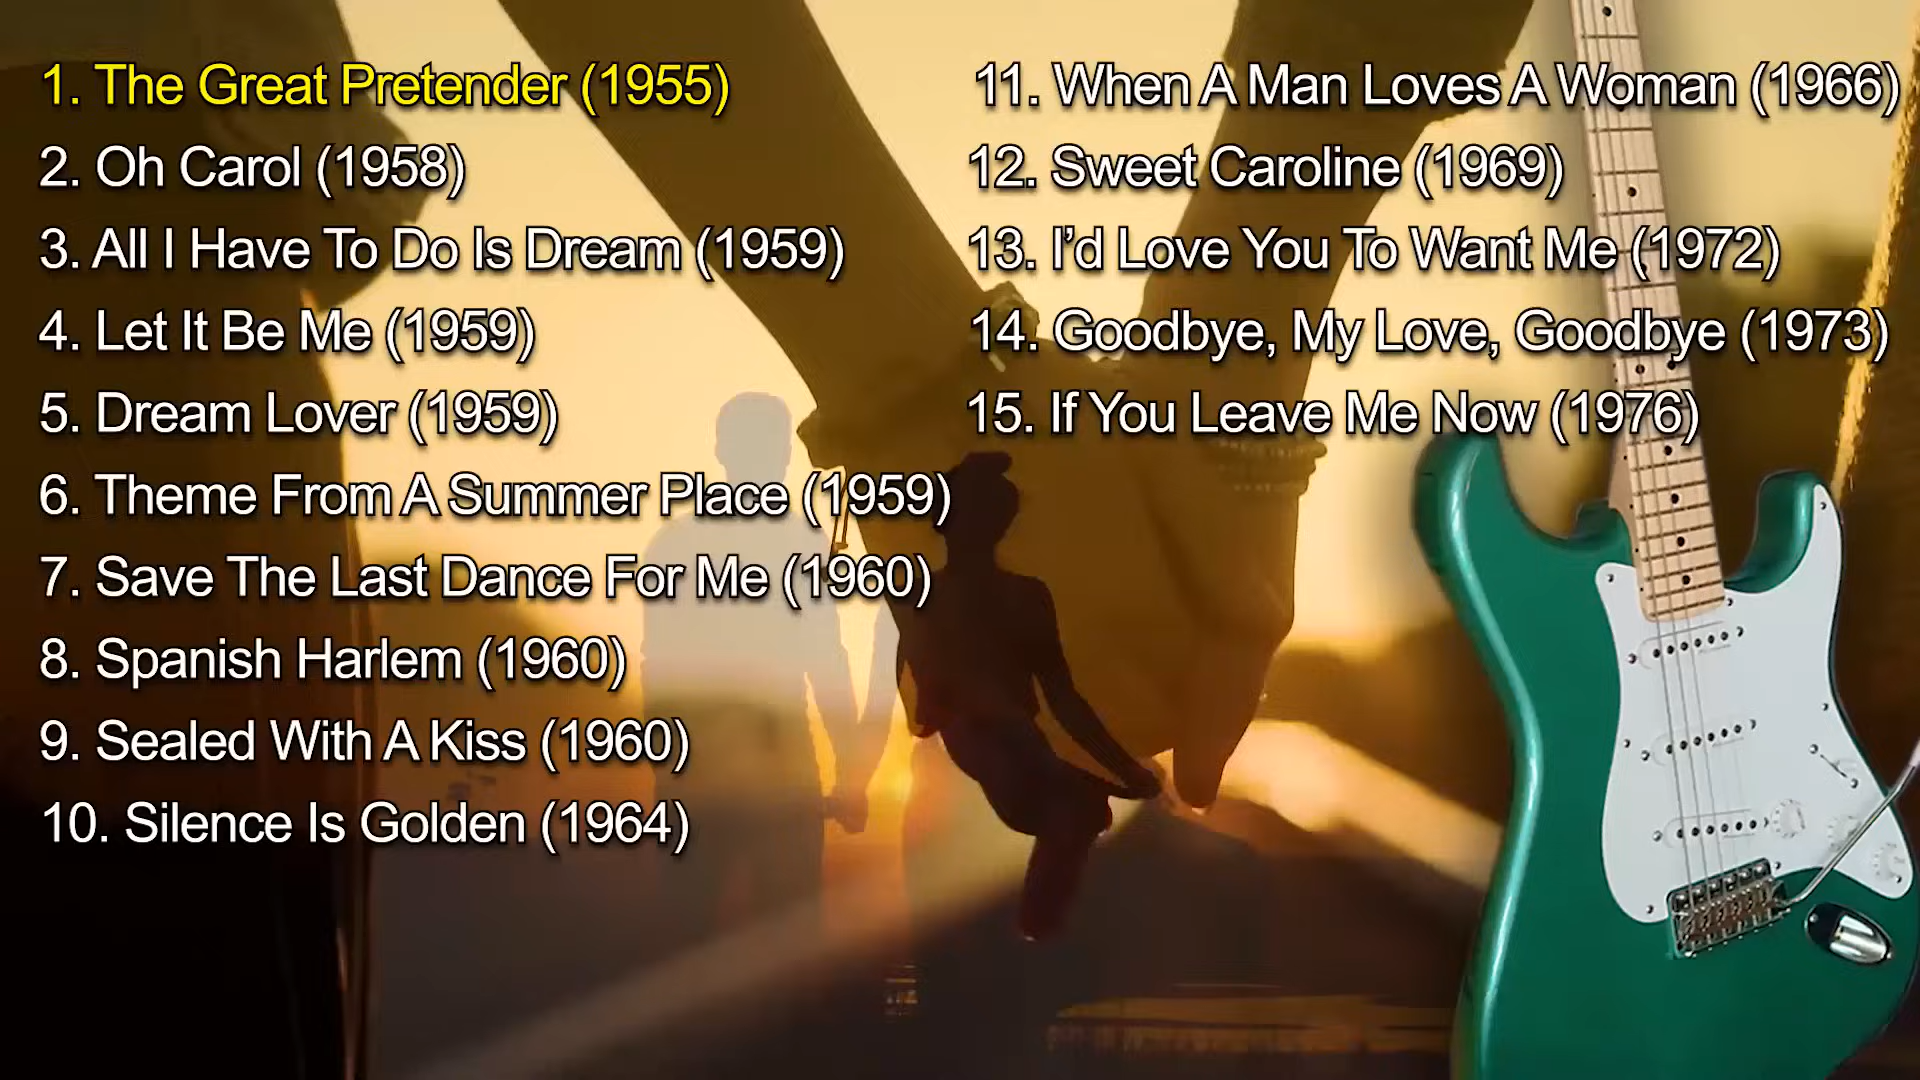 1. The Great Pretender (1955)
2. Oh Carol (1958)
3. All I Have To Do Is Dream (1959)
4. Let It Be Me (1959)
5. Dream Lover (1959)
6. Theme From A Summer Place (1959)
7. Save The Last Dance For Me (1960)
8. Spanish Harlem (1960)
9. Sealed With A Kiss (1960)
10. Silence Is Golden (1964)
11. When A Man Loves A Woman (1966)
12. Sweet Caroline (1969)
13. I’d Love You To Want Me (1972)
14. Goodbye, My Love, Goodbye (1973)
15. If You Leave Me Now (1976)